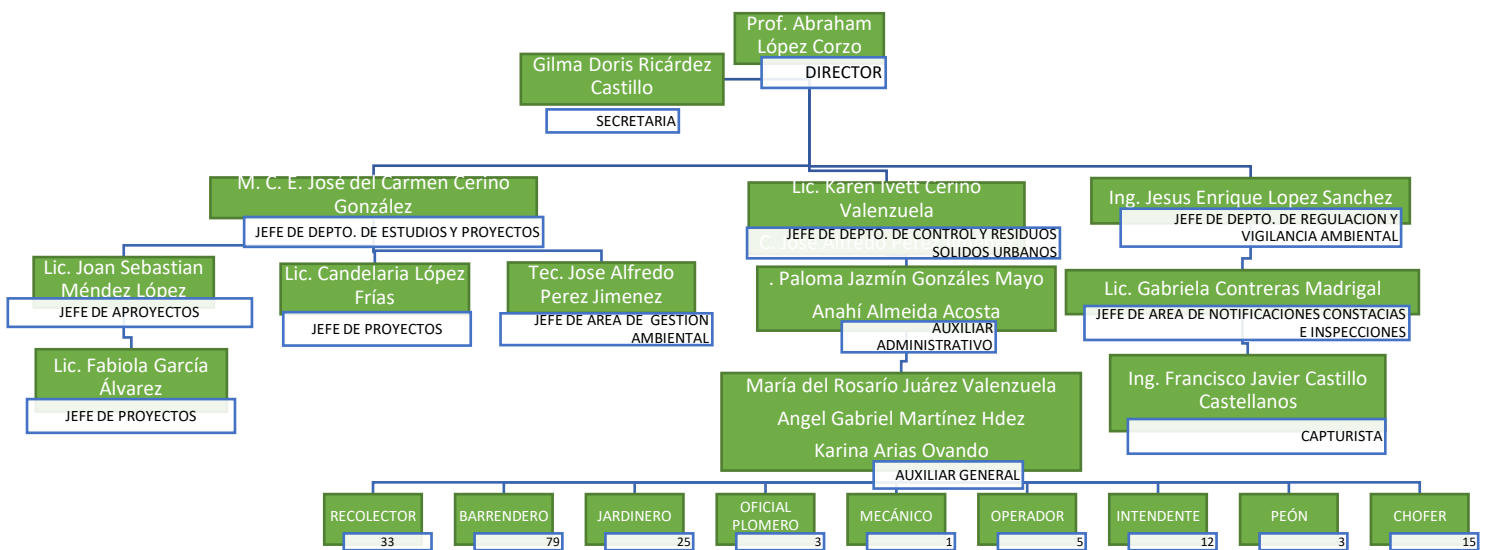 Prof. Abraham
López Corzo
DIRECTOR
Gilma Doris Ricárdez
Castillo
SECRETARIA
M. C. E. José del Carmen Cerino
González
JEFE DE DEPTO. DE ESTUDIOS Y PROYECTOS
Lic. Karen Ivett Cerino
Valenzuela
JEFE DE DEPTO. DE CONTROL Y RESIDUOS
SOLIDOS URBANOS
Ing. Jesus Enrique Lopez Sanchez
JEFE DE DEPTO. DE REGULACION Y
VIGILANCIA AMBIENTAL
Lic. Joan Sebastian
Méndez López
JEFE DE APROYECTOS
Lic. Candelaria López
Frías
JEFE DE PROYECTOS
Tec. Jose Alfredo
Perez Jimenez
JEFE DE AREA DE GESTION
AMBIENTAL
C. José Alfredo
. Paloma Jazmín Gonzáles Mayo
Anahí Almeida Acosta
AUXILIAR
ADMINISTRATIVO
Lic. Gabriela Contreras Madrigal
JEFE DE AREA DE NOTIFICACIONES CONSTACIAS
E INSPECCIONES
Lic. Fabiola García
Álvarez
JEFE DE PROYECTOS
María del Rosarío Juárez Valenzuela
Angel Gabriel Martínez Hdez
Karina Arias Ovando
AUXILIAR GENERAL
Ing. Francisco Javier Castillo
Castellanos
CAPTURISTA
RECOLECTOR
33
BARRENDERO
79
JARDINERO
25
OFICIAL
PLOMERO
3
MECÁNICO
1
OPERADOR
5
INTENDENTE
12
PEÓN
3
CHOFER
15